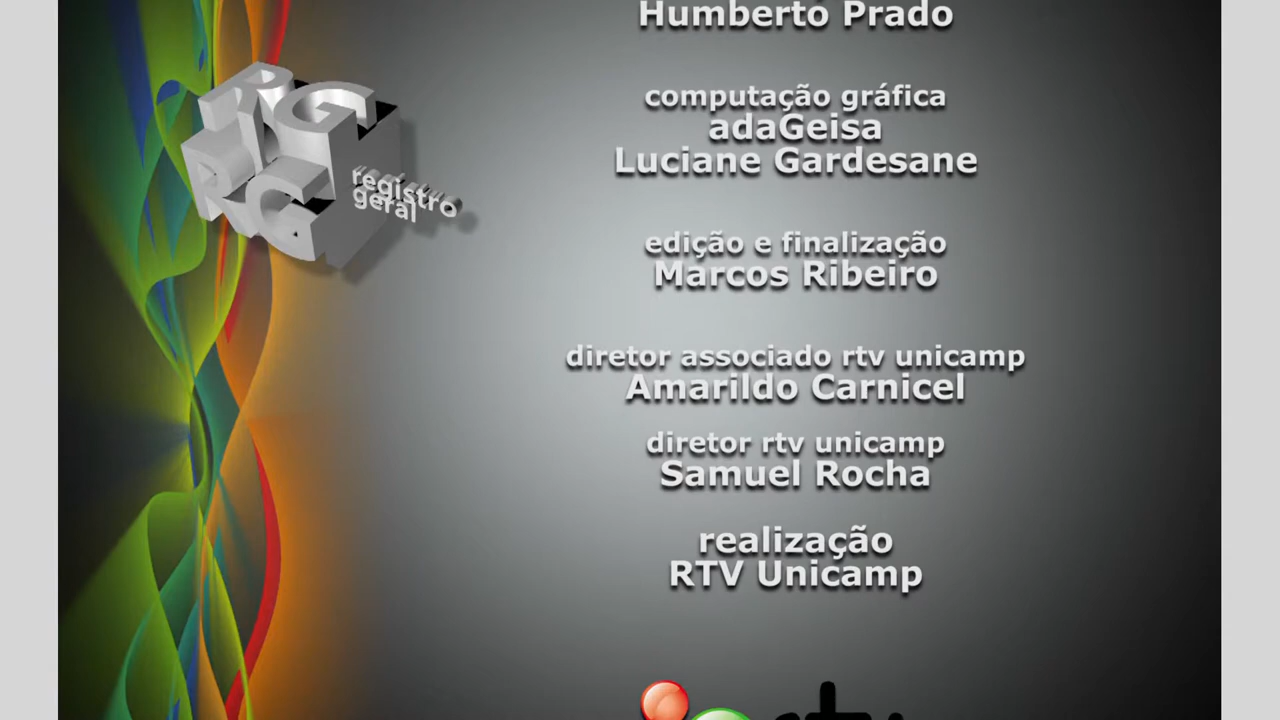 Humberto Prado
computação gráfica
adaGeisa
Luciane Gardesane
edição e finalização
Marcos Ribeiro
diretor associado rtv unicamp
Amarildo Carnicel
diretor rtv unicamp
Samuel Rocha
realização
RTV Unicamp
RG
RG
registro
geral